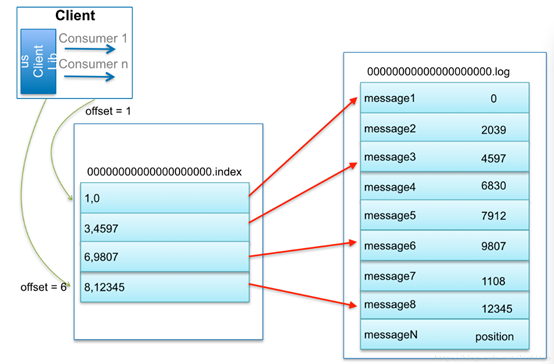 Client
us
Client
Lib
Consumer 1
Consumer n
offset = 1
offset = 6
00000000000000000000.index
1,0
3,4597
6,9807
8,12345
00000000000000000000.log
message1 0
message2 2039
message3 4597
message4 6830
message5 7912
message6 9807
message7 1108
message8 12345
messageN position